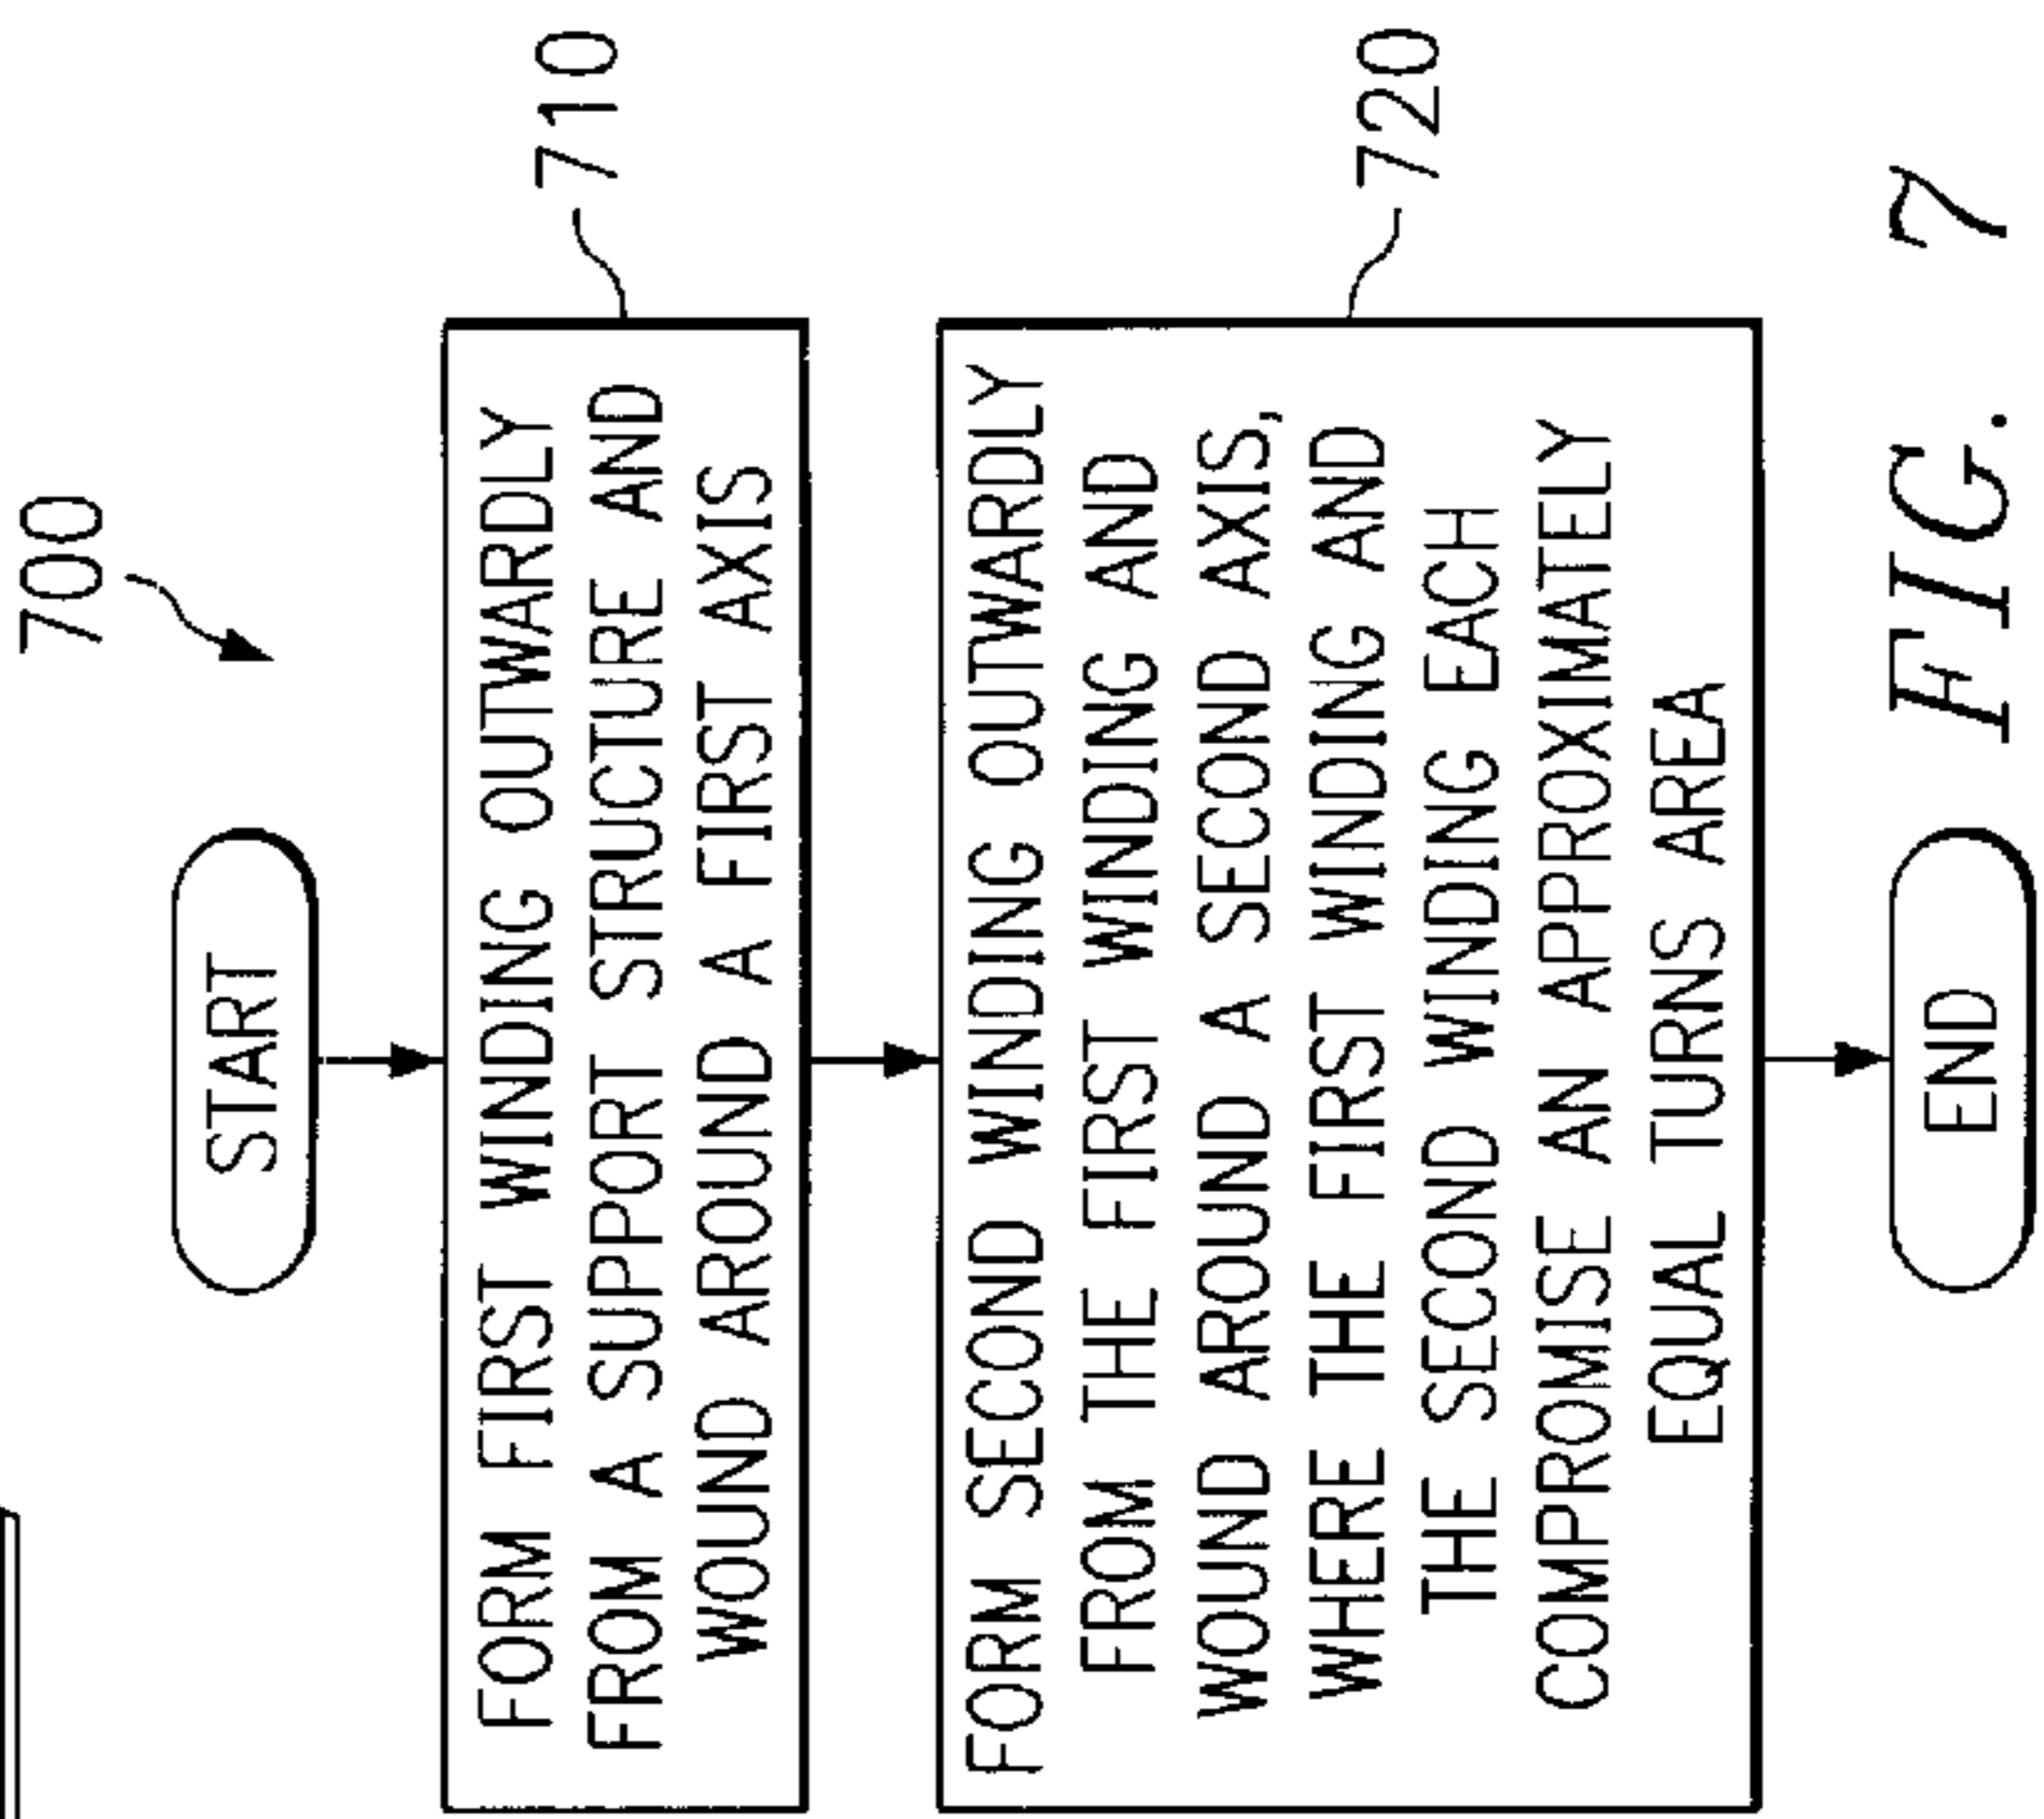 700
START
FORM FIRST WINDING OUTWARDLY
FROM A SUPPORT STRUCTURE AND
WOUND AROUND A FIRST AXIS
710
FORM SECOND WINDING OUTWARDLY
FROM THE FIRST WINDING AND
WOUND AROUND A SECOND AXIS,
WHERE THE FIRST WINDING AND
THE SECOND WINDING EACH
COMPROMISE AN APPROXIMATELY
EQUAL TURNS AREA
720
END
FIG. 7